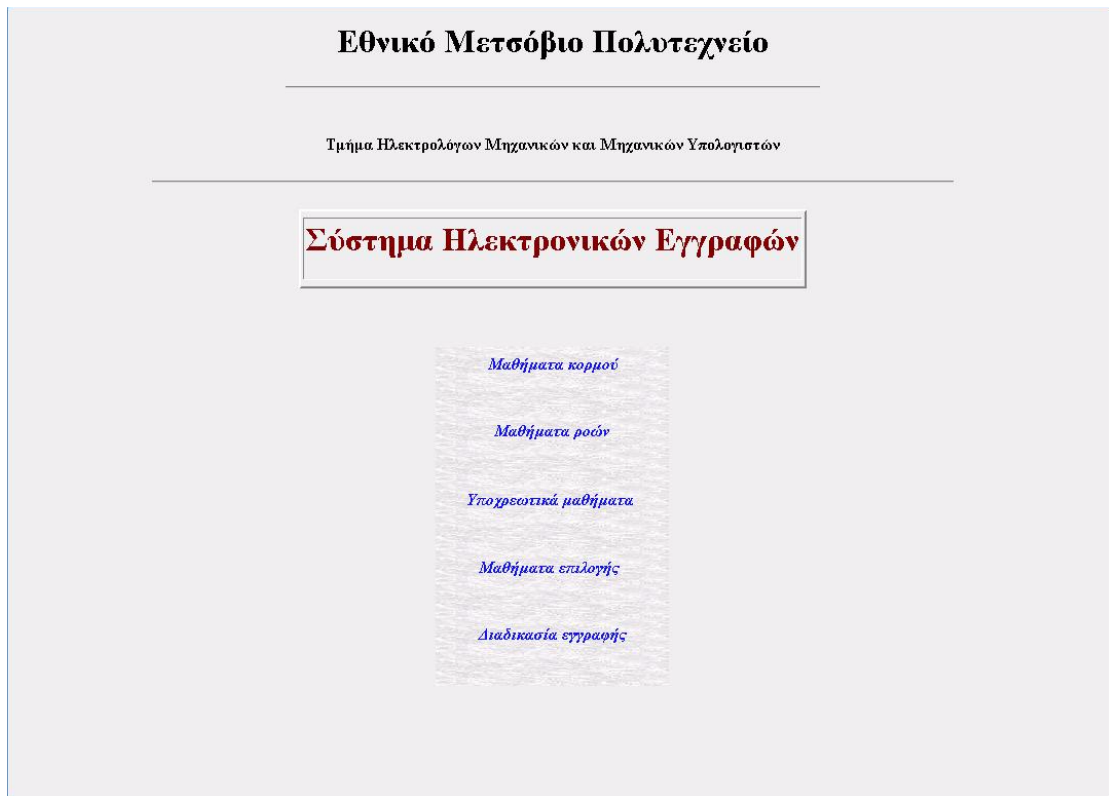 Εθνικό Μετσόβιο Πολυτεχνείο
Τμήμα Ηλεκτρολόγων Μηχανικών και Μηχανικών Υπολογιστών
Σύστημα Ηλεκτρονικών Εγγραφών
Μαθήματα κορμού
Μαθήματα ροών
Υποχρεωτικά μαθήματα
Μαθήματα επιλογής
Διαδικασία εγγραφής